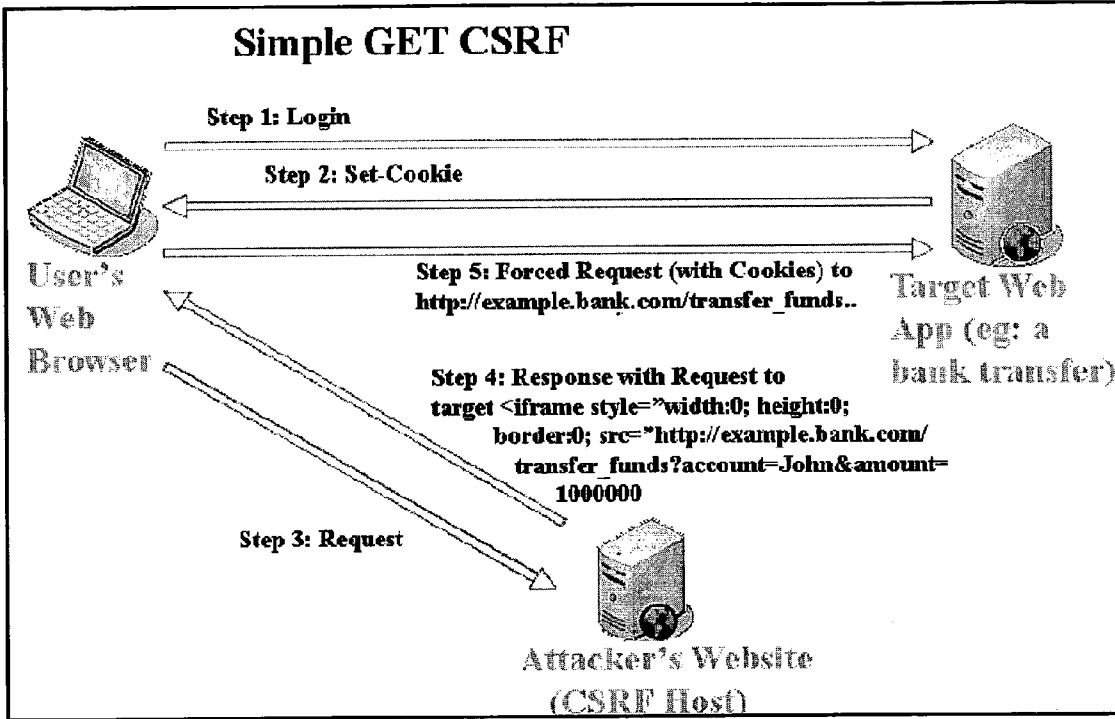 Simple GET CSRF
Step 1: Login
Step 2: Set-Cookie
User's
Web
Browser
Step 5: Forced Request (with Cookies) to
http://example.bank.com/transfer_funds..
Target Web
App (eg: a
bank transfer)
Step 4: Response with Request to
target <iframe style="width:0; height:0;
border:0; src="http://example.bank.com/
transfer_funds?account=John&amount=
1000000
Step 3: Request
Attacker's Website
(CSRF Host)